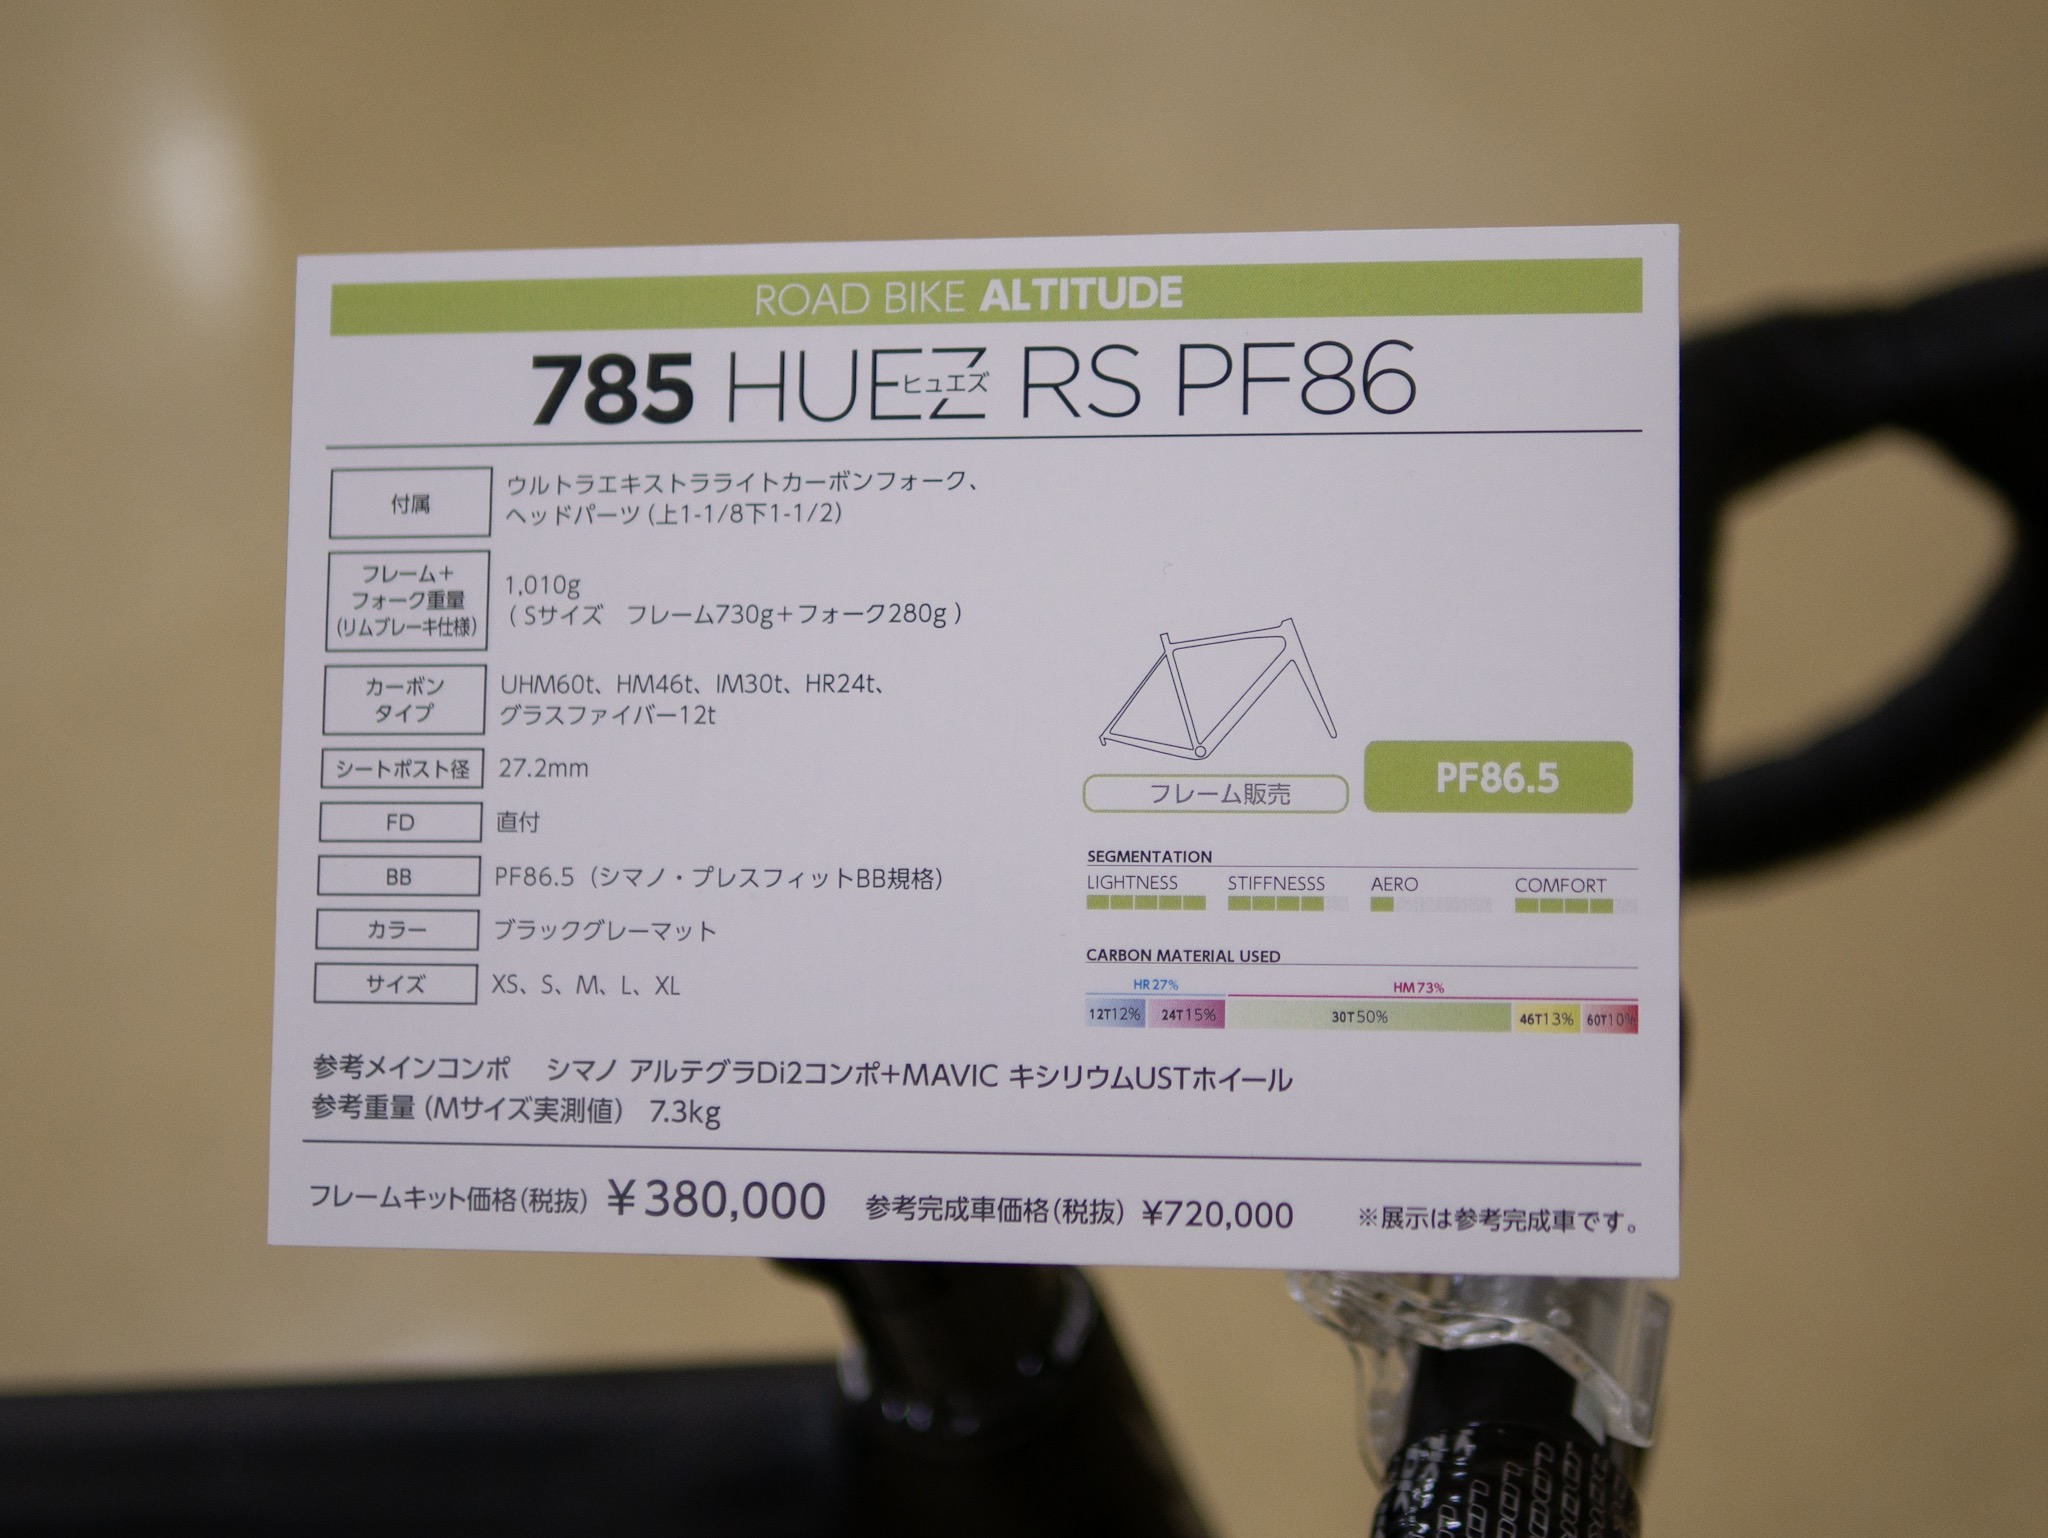 ROAD BIKE ALTITUDE
785 HUEZ RS PF86
ヒュエズ
付属
ウルトラエキストラライトカーボンフォーク、
ヘッドパーツ(上1-1/8下1-1/2)
フレーム+
フォーク重量
(リムブレーキ仕様)
1,010g
( Sサイズ　フレーム730g+フォーク280g )
カーボン
タイプ
UHM60t、HM46t、IM30t、HR24t、
グラスファイバー12t
シートポスト径
27.2mm
FD
直付
BB
PF86.5(シマノ・プレスフィットBB規格)
カラー
ブラックグレーマット
サイズ
XS、S、M、L、XL
フレーム販売
PF86.5
SEGMENTATION
LIGHTNESS STIFFNESSS AERO COMFORT
CARBON MATERIAL USED
HR27% HM73%
12T12% 24T15% 30T50% 46T13% 60T10%
参考メインコンポ　シマノ アルテグラDi2コンポ+MAVIC キシリウムUSTホイール
参考重量(Mサイズ実測値)　7.3kg
フレームキット価格(税抜) ¥380,000 参考完成車価格(税抜) ¥720,000 ※展示は参考完成車です。